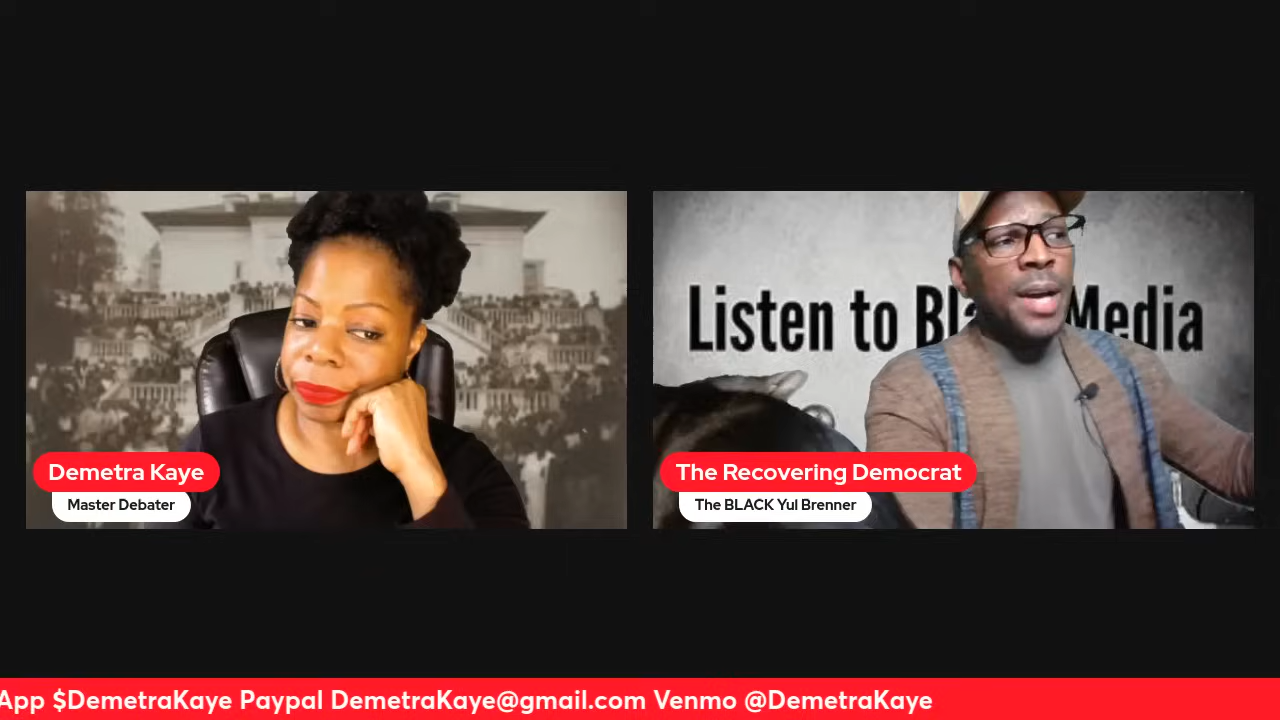 Listen to Bla Media
Demetra Kaye
Master Debater
The Recovering Democrat
The BLACK Yul Brenner
App $DemetraKaye Paypal DemetraKaye@gmail.com Venmo @DemetraKaye